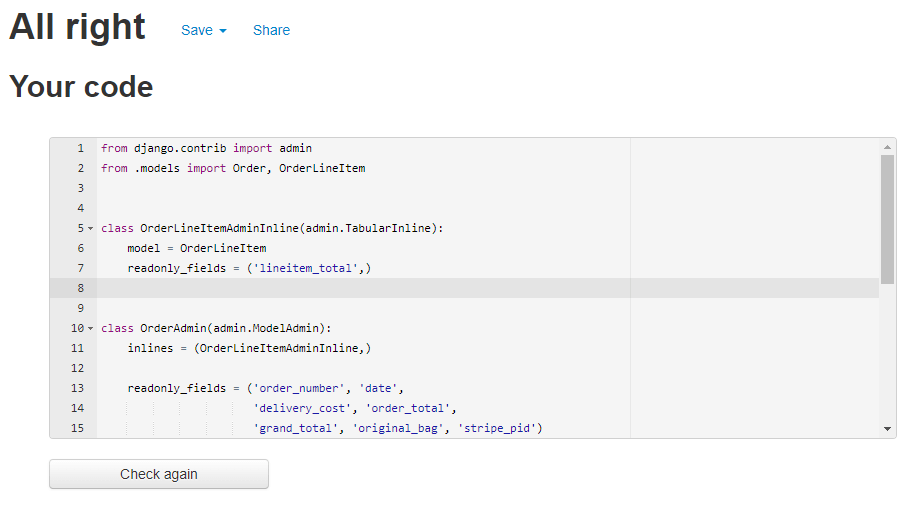 All right Save Share
Your code
1 from django.contrib import admin
2 from .models import Order, OrderLineItem
3
4
5 class OrderLineItemAdminInline(admin.TabularInline):
6     model = OrderLineItem
7     readonly_fields = ('lineitem_total',)
8
9
10 class OrderAdmin(admin.ModelAdmin):
11     inlines = (OrderLineItemAdminInline,)
12
13     readonly_fields = ('order_number', 'date',
14                        'delivery_cost', 'order_total',
15                        'grand_total', 'original_bag', 'stripe_pid')
Check again